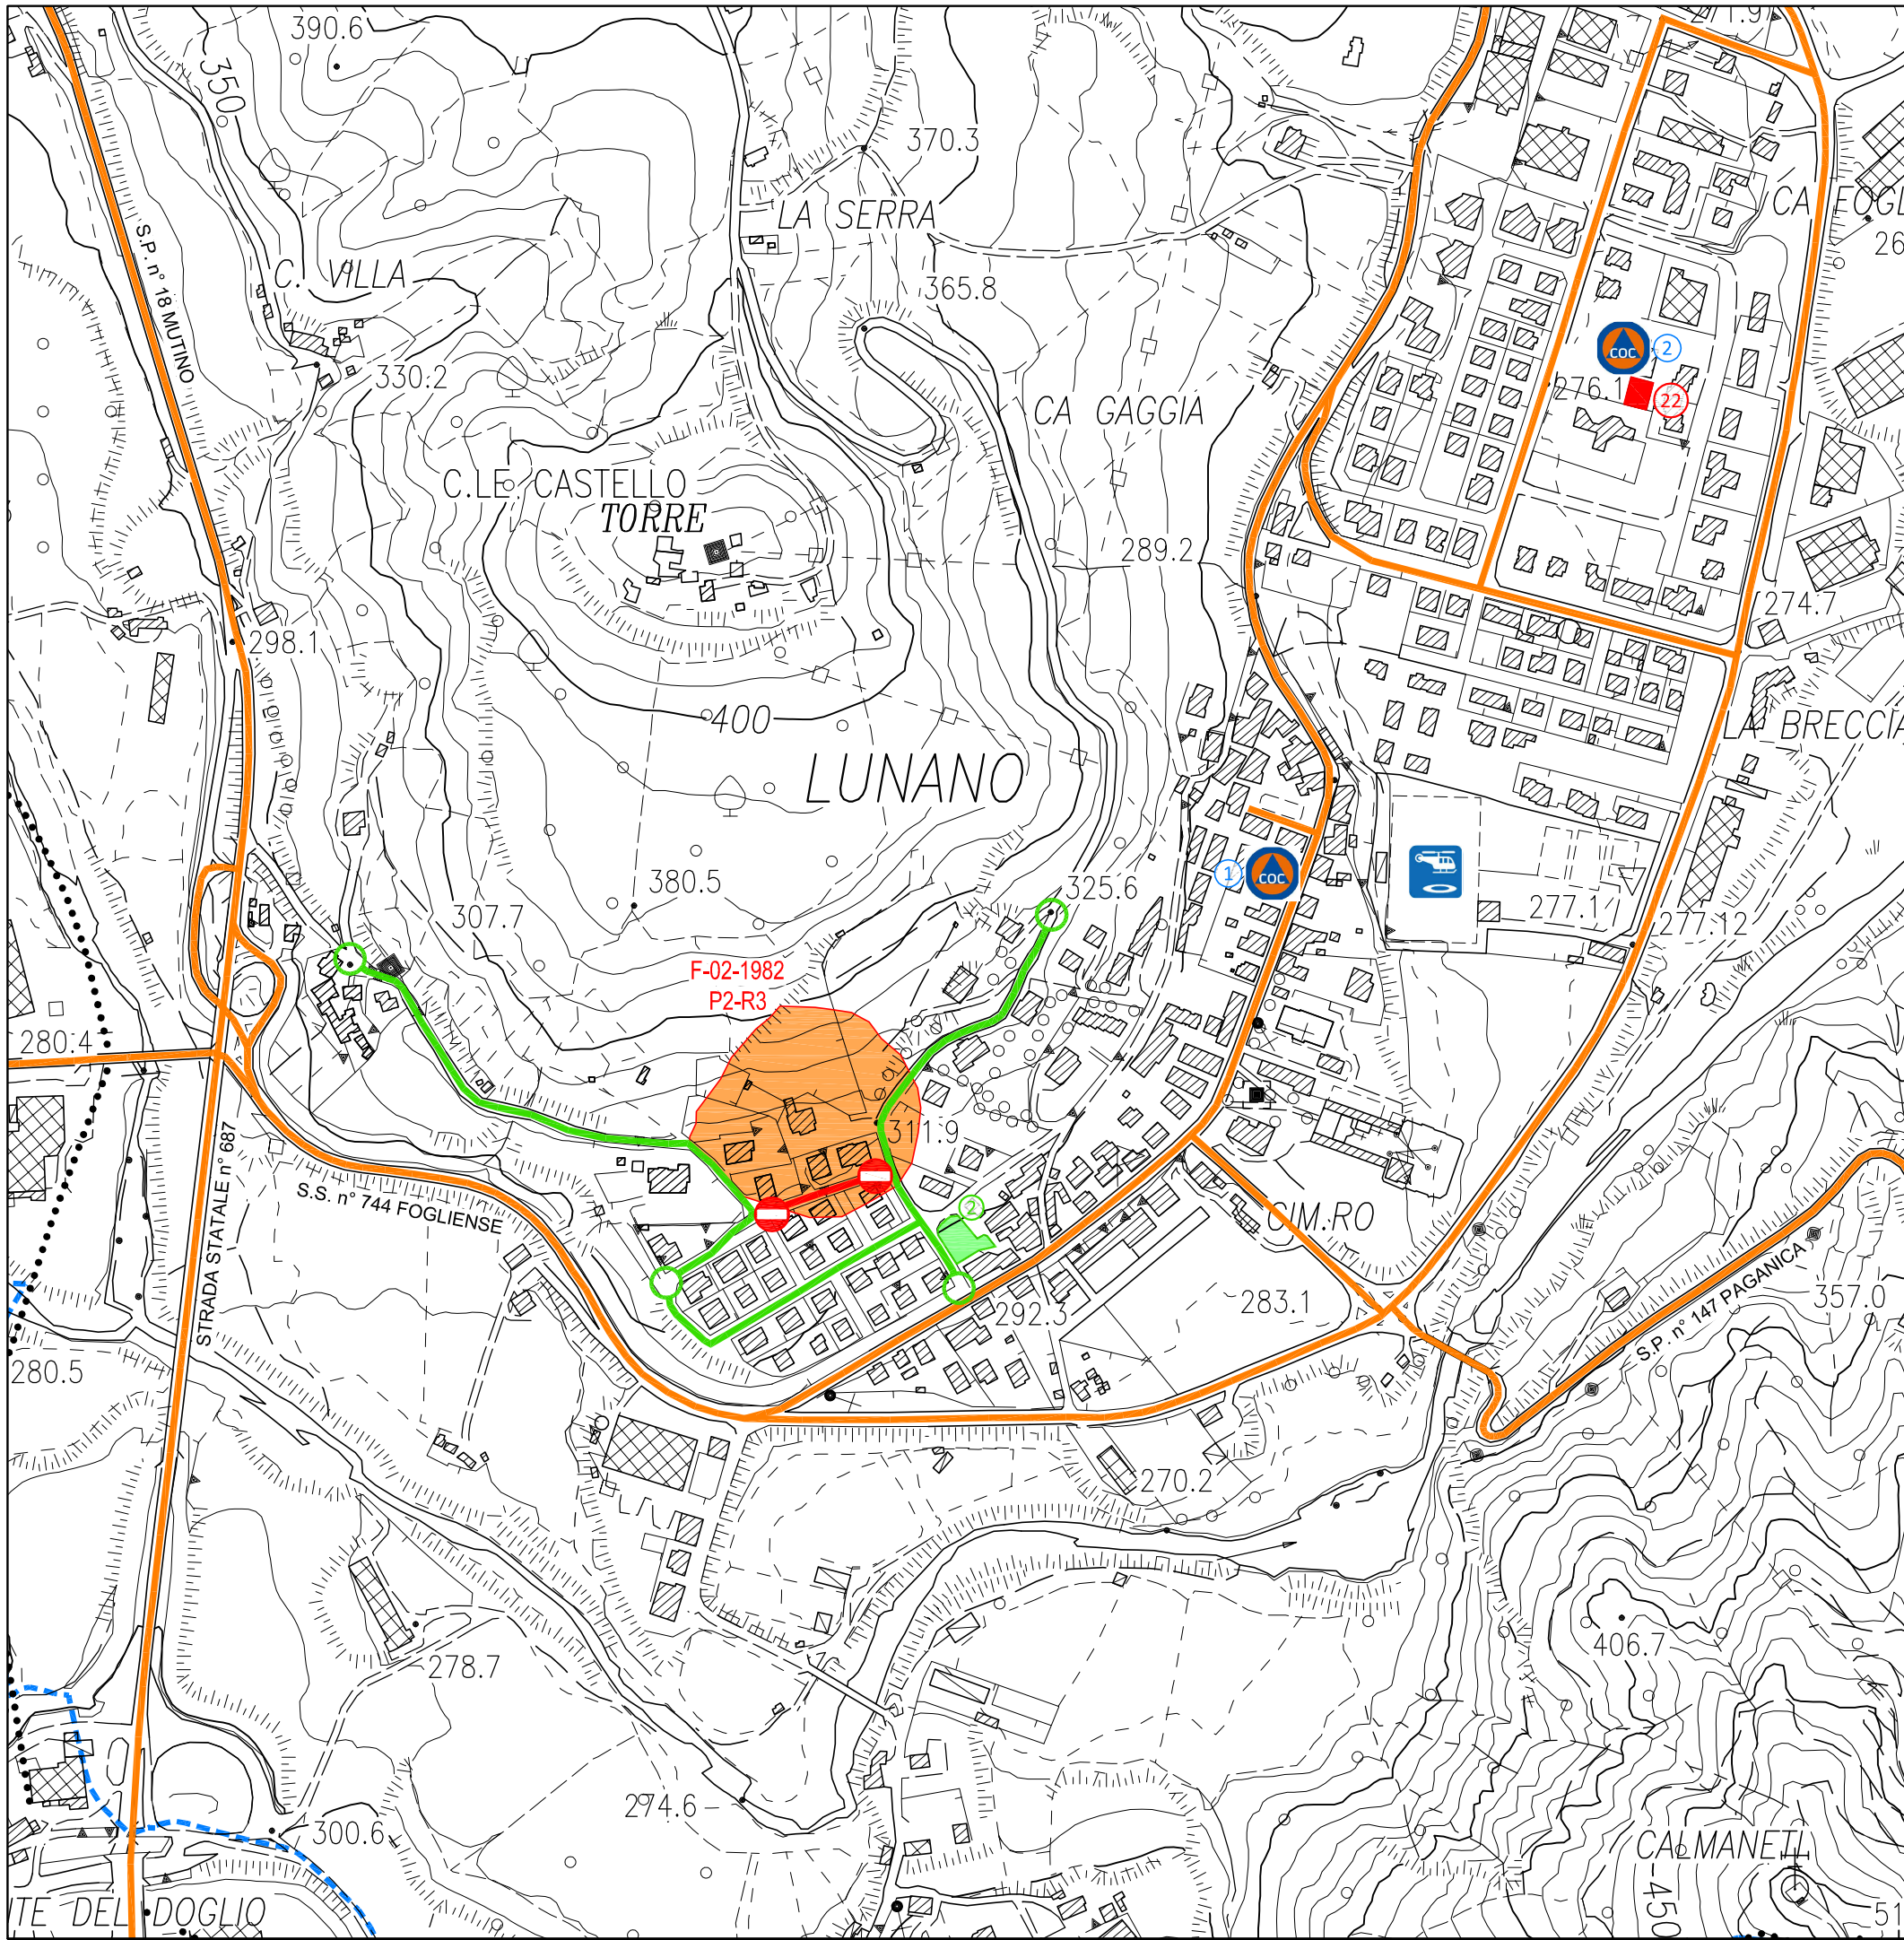 390.6
350
370.3
LA SERRA
S.P. n° 18 MUTINO
C. VILLA
365.8
330.2
CA GAGGIA
COC
2
276.1
22
C.LE CASTELLO
TORRE
289.2
274.7
298.1
400
LA BRECCIA
LUNANO
380.5
1
COC
325.6
307.7
277.1
277.12
F-02-1982
P2-R3
280.4
311.9
S.S. n° 744 FOGLIENSE
2
CIM.RO
STRADA STATALE n° 687
283.1
292.3
357.0
S.P. n° 147 PAGANICA
280.5
270.2
406.7
278.7
274.6
300.6
CALMANETI
450
DEL DOGLIO
51